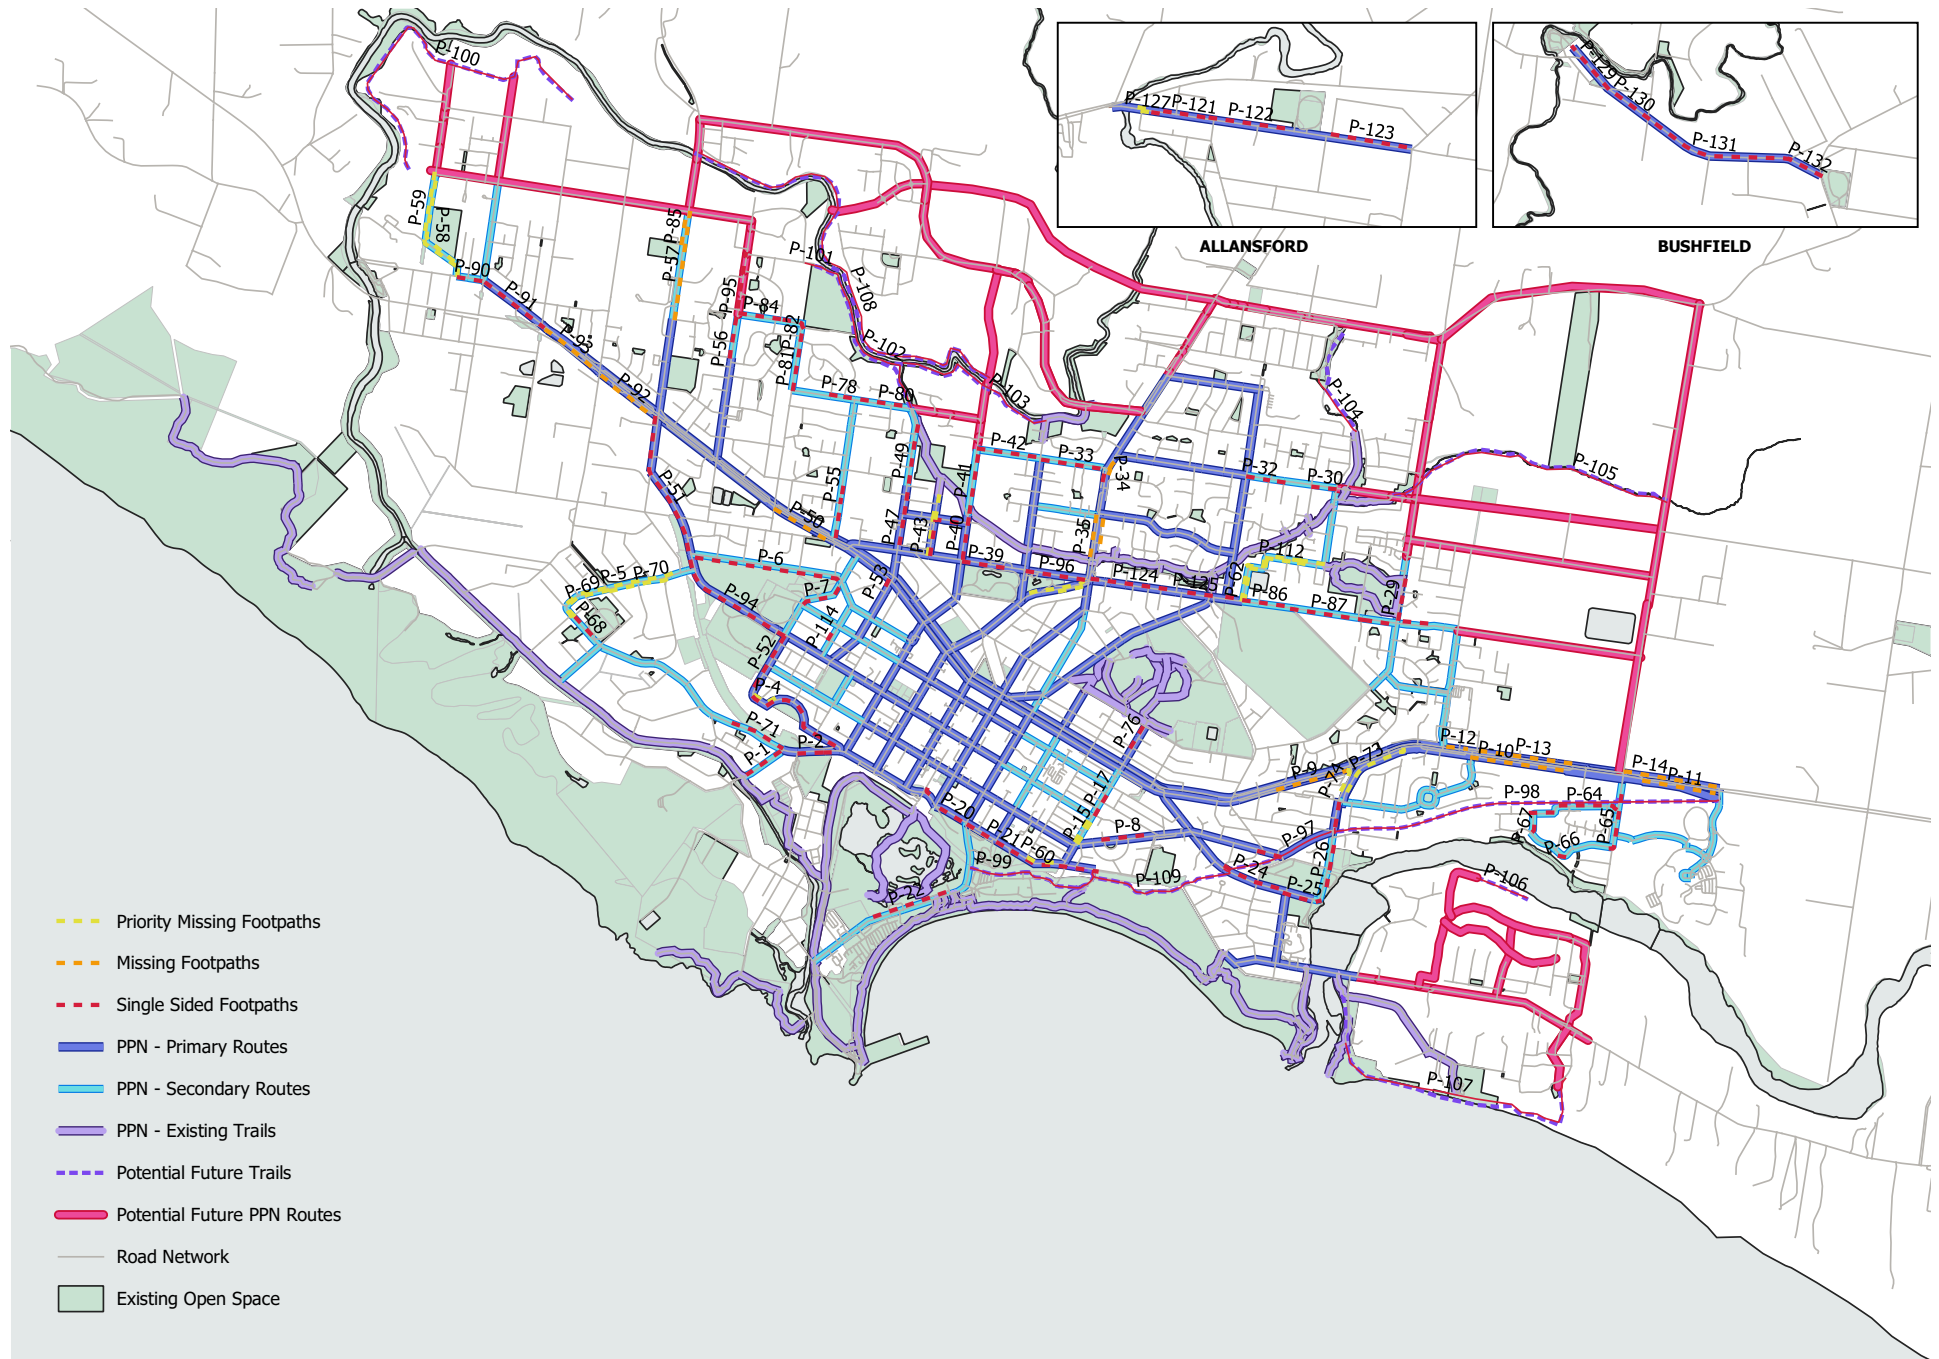 P-100
P-127
P-121
P-122
P-123
ALLANSFORD
P-129
P-130
P-131
P-132
BUSHFIELD
P-59
P-58
P-85
P-57
P-90
P-91
P-93
P-92
P-95
P-84
P-82
P-81
P-56
P-101
P-108
P-102
P-103
P-78
P-80
P-104
P-105
P-42
P-33
P-34
P-32
P-30
P-49
P-41
P-55
P-51
P-50
P-47
P-43
P-40
P-39
P-35
P-96
P-124
P-125
P-62
P-112
P-86
P-87
P-29
P-6
P-7
P-53
P-94
P-114
P-52
P-69
P-5
P-70
P-68
P-4
P-71
P-2
P-76
P-17
P-15
P-8
P-20
P-21
P-60
P-99
P-109
P-22
P-9
P-74
P-73
P-12
P-10
P-13
P-14
P-11
P-98
P-64
P-65
P-67
P-66
P-97
P-24
P-25
P-26
P-106
P-107
Priority Missing Footpaths
Missing Footpaths
Single Sided Footpaths
PPN - Primary Routes
PPN - Secondary Routes
PPN - Existing Trails
Potential Future Trails
Potential Future PPN Routes
Road Network
Existing Open Space